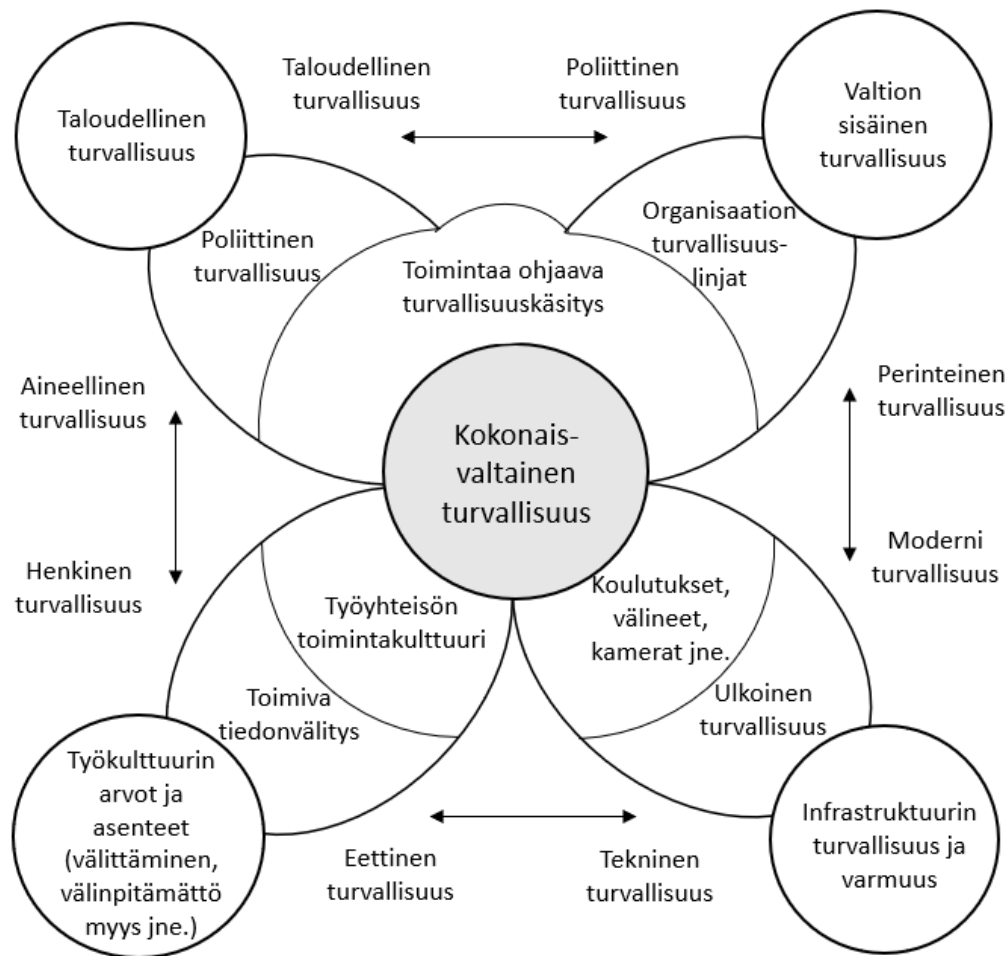 Taloudellinen
turvallisuus
Taloudellinen
turvallisuus
Poliittinen
turvallisuus
Valtion
sisäinen
turvallisuus
Poliittinen
turvallisuus
Toimintaa ohjaava
turvallisuuskäsitys
Organisaation
turvallisuus-
linjat
Aineellinen
turvallisuus
Henkinen
turvallisuus
Kokonais-
valtainen
turvallisuus
Perinteinen
turvallisuus
Moderni
turvallisuus
Työyhteisön
toimintakulttuuri
Toimiva
tiedonvälitys
Koulutukset,
välineet,
kamerat jne.
Ulkoinen
turvallisuus
Työkulttuurin
arvot ja
asenteet
(välittäminen,
välinpitämättö
myys jne.)
Eettinen
turvallisuus
Tekninen
turvallisuus
Infrastruktuurin
turvallisuus ja
varmuus